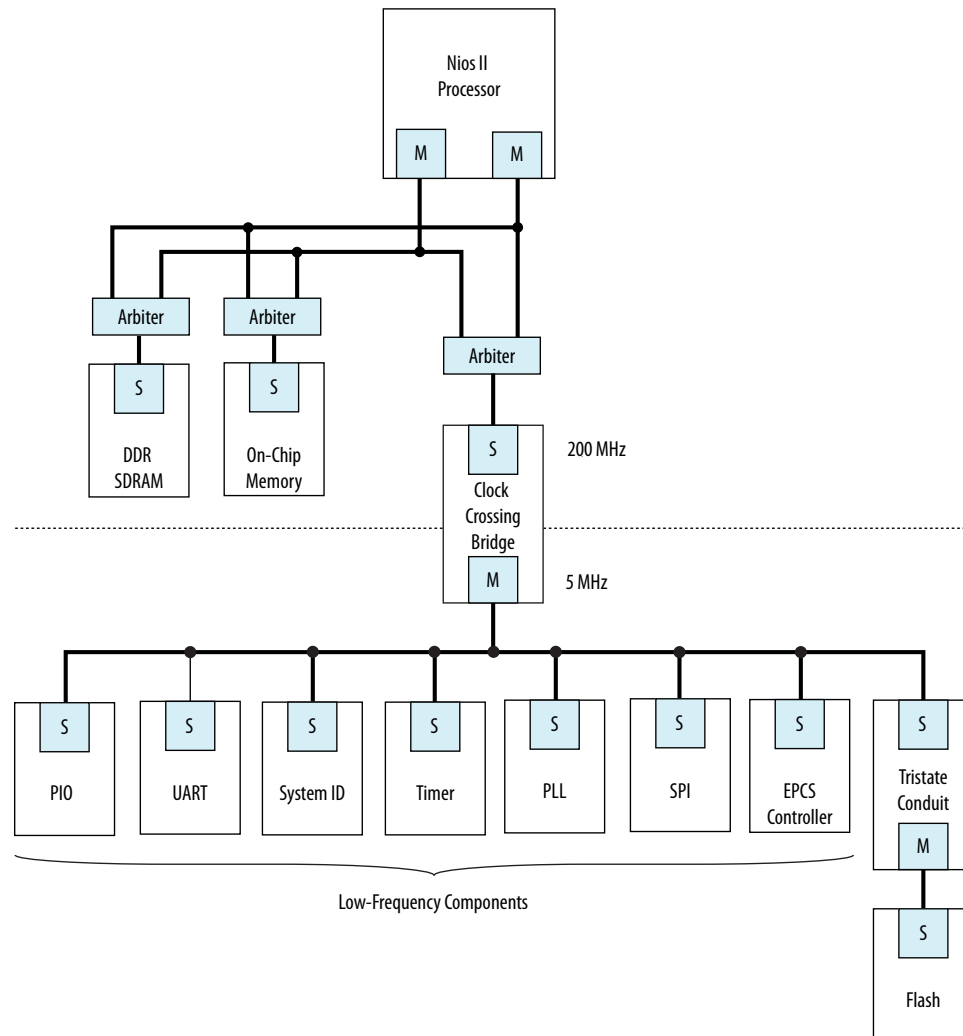 Nios II
Processor
M
M
Arbiter
Arbiter
Arbiter
S
S
DDR
SDRAM
On-Chip
Memory
S
200 MHz
Clock
Crossing
Bridge
M
5 MHz
S
S
S
S
S
S
S
S
PIO
UART
System ID
Timer
PLL
SPI
EPCS
Controller
Tristate
Conduit
M
Low-Frequency Components
S
Flash